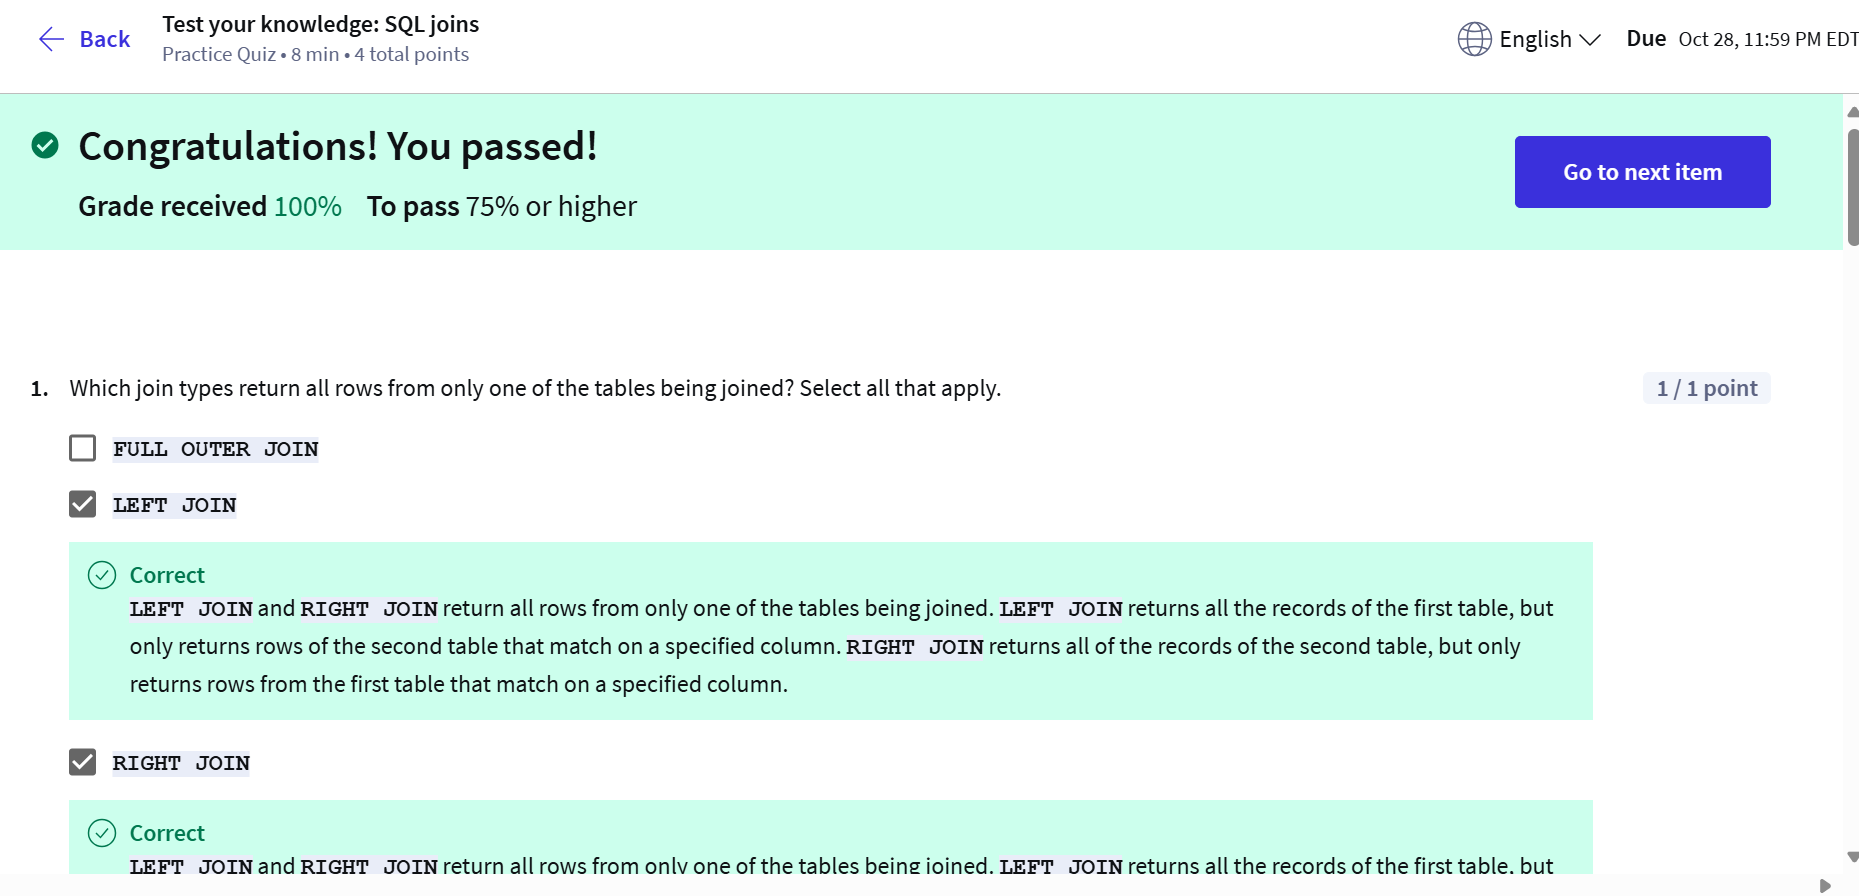 Back
Test your knowledge: SQL joins
Practice Quiz • 8 min • 4 total points
English
Due Oct 28, 11:59 PM EDT
Congratulations! You passed!
Grade received 100% To pass 75% or higher
Go to next item
1. Which join types return all rows from only one of the tables being joined? Select all that apply.
1 / 1 point
FULL OUTER JOIN
LEFT JOIN
Correct
LEFT JOIN and RIGHT JOIN return all rows from only one of the tables being joined. LEFT JOIN returns all the records of the first table, but
only returns rows of the second table that match on a specified column. RIGHT JOIN returns all of the records of the second table, but only
returns rows from the first table that match on a specified column.
RIGHT JOIN
Correct
LEFT JOIN and RIGHT JOIN return all rows from only one of the tables being joined. LEFT JOIN returns all the records of the first table, but